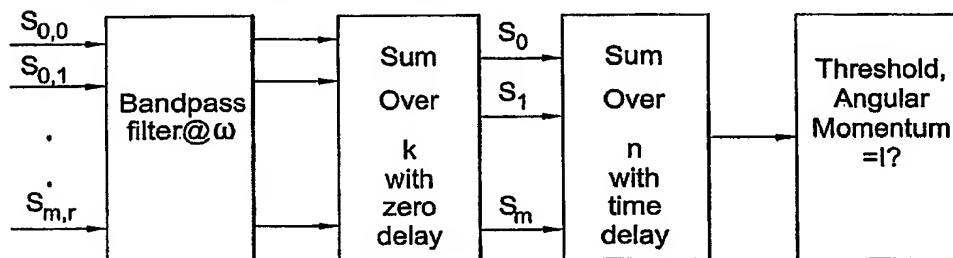 S0,0
S0,1
.
.
Sm,r
Bandpass
filter@ω
Sum
Over
k
with
zero
delay
S0
S1
Sm
Sum
Over
n
with
time
delay
Threshold,
Angular
Momentum
=l?